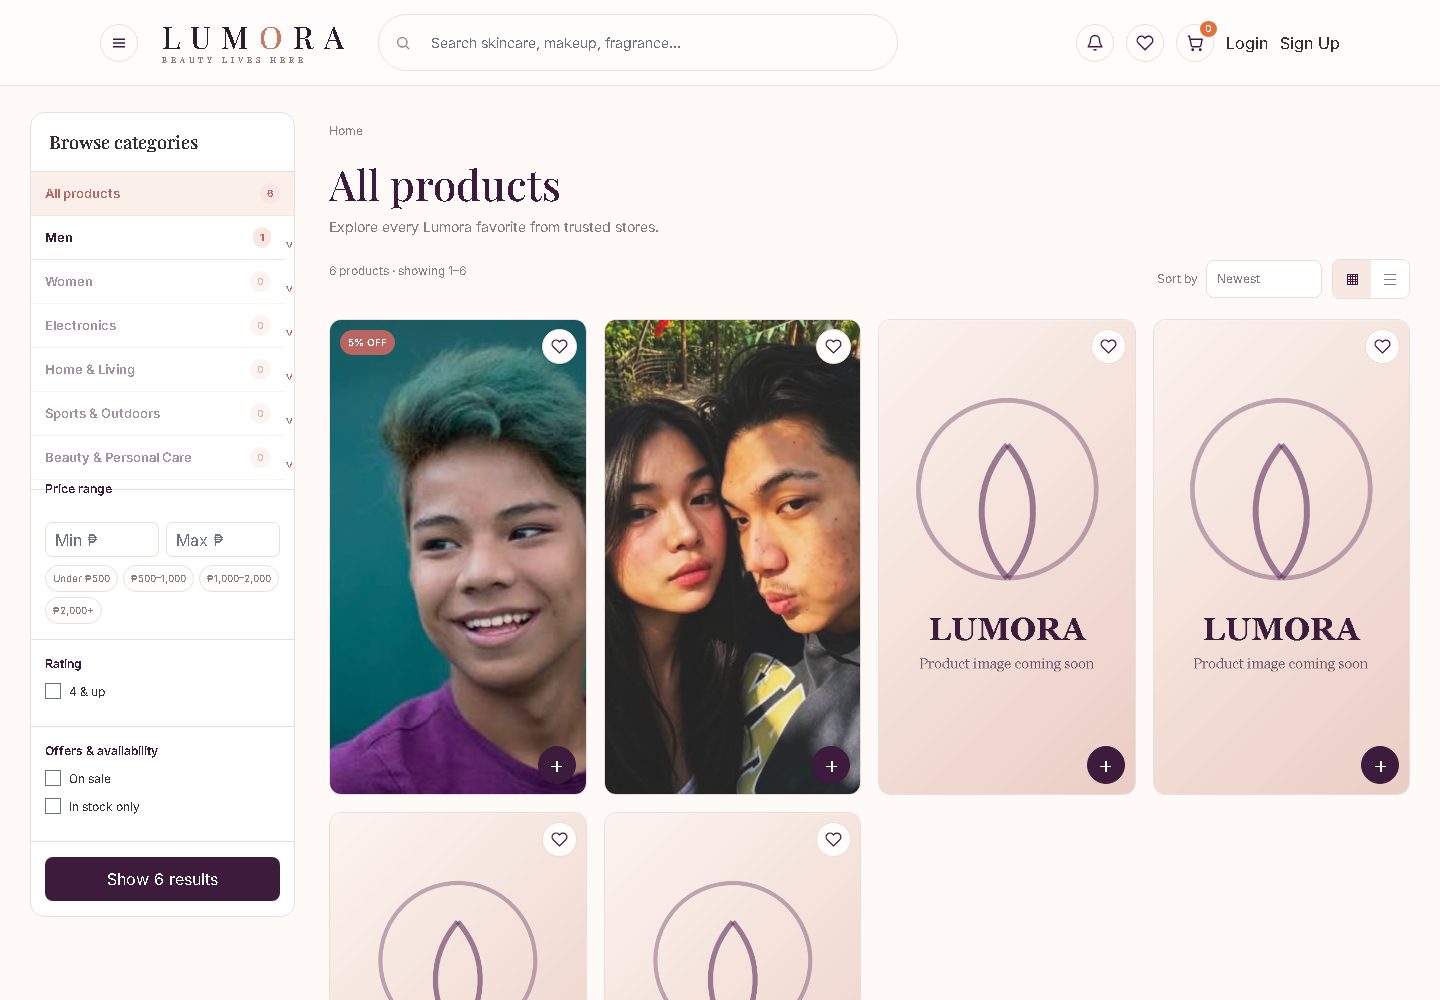 LUMORA
BEAUTY LIVES HERE
Search skincare, makeup, fragrance...
0
Login
Sign Up
Browse categories
All products 6
Men 1
Women 0
Electronics 0
Home & Living 0
Sports & Outdoors 0
Beauty & Personal Care 0
Price range
Min ₱
Max ₱
Under ₱500
₱500–1,000
₱1,000–2,000
₱2,000+
Rating
4 & up
Offers & availability
On sale
In stock only
Show 6 results
Home
All products
Explore every Lumora favorite from trusted stores.
6 products · showing 1–6
Sort by
Newest
5% OFF
+
+
LUMORA
Product image coming soon
+
LUMORA
Product image coming soon
+